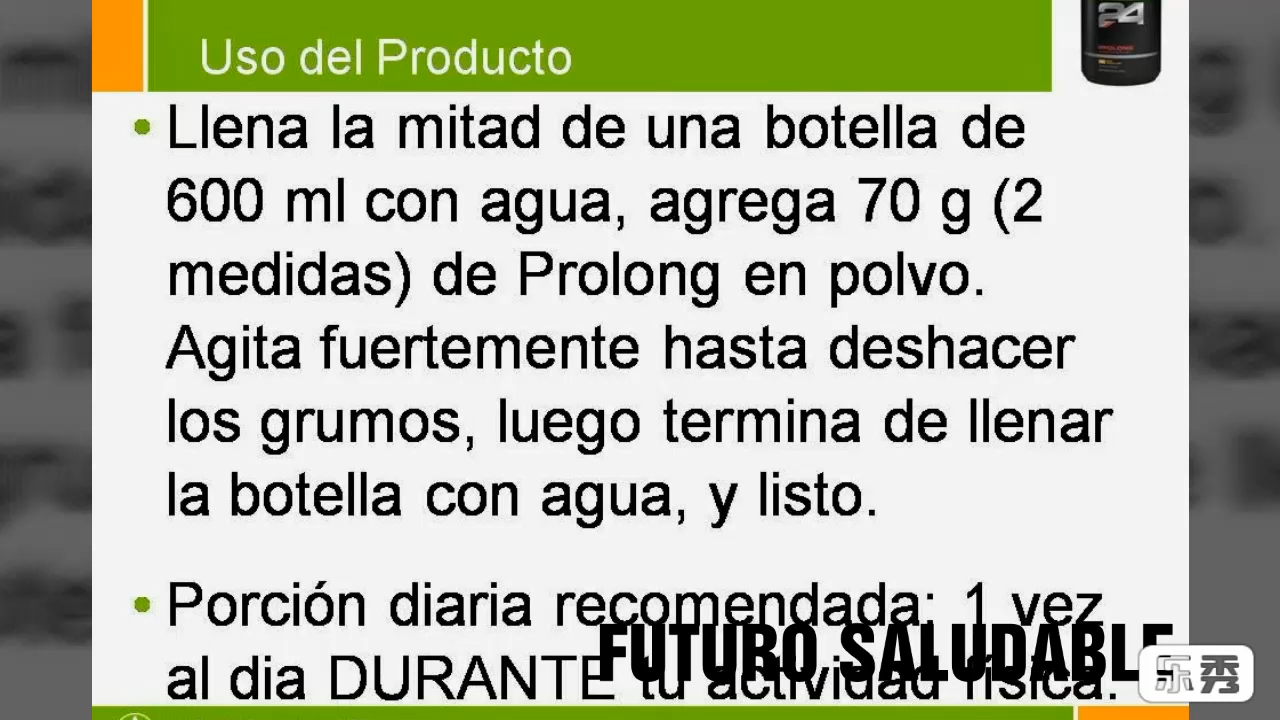 24
PROLONG
Uso del Producto
• Llena la mitad de una botella de
600 ml con agua, agrega 70 g (2
medidas) de Prolong en polvo.
Agita fuertemente hasta deshacer
los grumos, luego termina de llenar
la botella con agua, y listo.
• Porción diaria recomendada: 1 vez
al dia DURANTE tu actividad física.
FUTURO SALUDABLE
乐秀